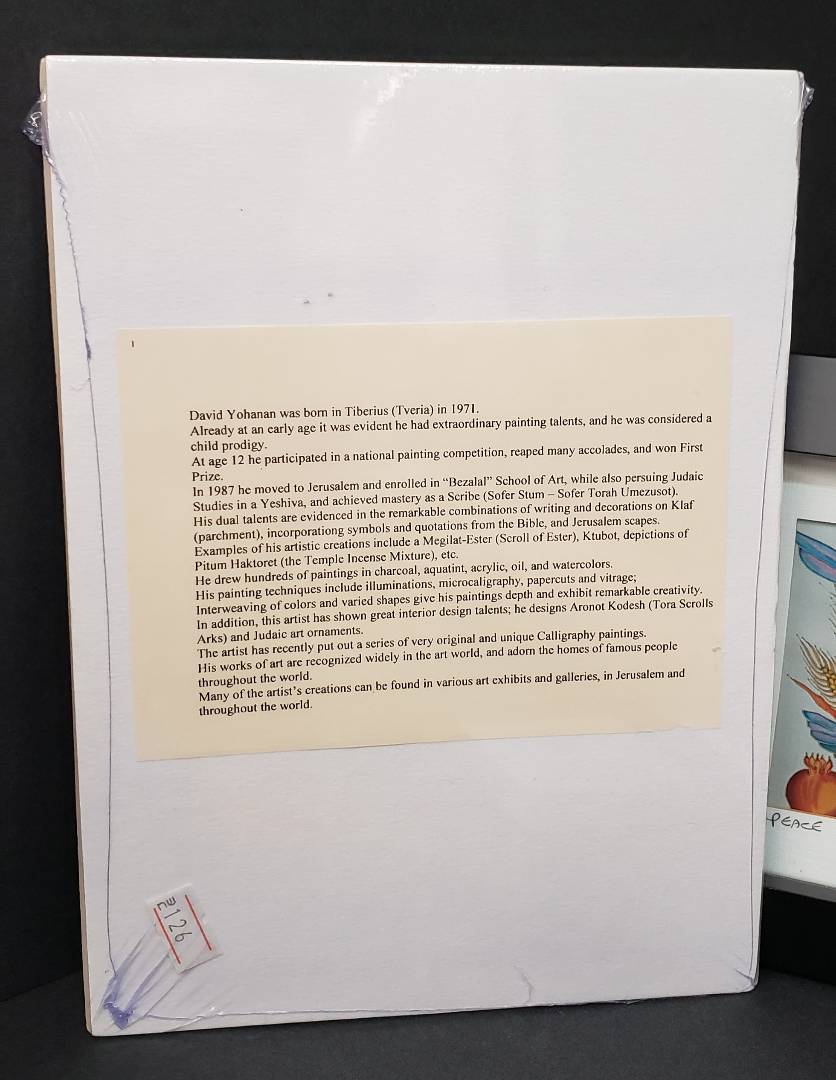 David Yohanan was born in Tiberius (Tveria) in 1971.
Already at an early age it was evident he had extraordinary painting talents, and he was considered a
child prodigy.
At age 12 he participated in a national painting competition, reaped many accolades, and won First
Prize.
In 1987 he moved to Jerusalem and enrolled in “Bezalal” School of Art, while also persuing Judaic
Studies in a Yeshiva, and achieved mastery as a Scribe (Sofer Stum – Sofer Torah Umezusot).
His dual talents are evidenced in the remarkable combinations of writing and decorations on Klaf
(parchment), incorporationg symbols and quotations from the Bible, and Jerusalem scapes.
Examples of his artistic creations include a Megilat-Ester (Scroll of Ester), Ktubot, depictions of
Pitum Haktoret (the Temple Incense Mixture), etc.
He drew hundreds of paintings in charcoal, aquatint, acrylic, oil, and watercolors.
His painting techniques include illuminations, microcaligraphy, papercuts and vitrage;
Interweaving of colors and varied shapes give his paintings depth and exhibit remarkable creativity.
In addition, this artist has shown great interior design talents; he designs Aronot Kodesh (Tora Scrolls
Arks) and Judaic art ornaments.
The artist has recently put out a series of very original and unique Calligraphy paintings.
His works of art are recognized widely in the art world, and adorn the homes of famous people
throughout the world.
Many of the artist's creations can be found in various art exhibits and galleries, in Jerusalem and
throughout the world.
126
PEACE